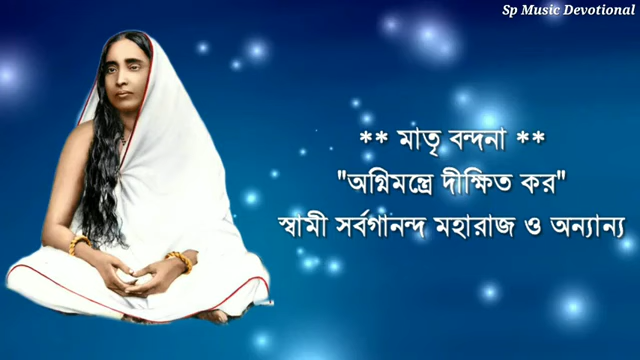 Sp Music Devotional
** মাতৃ বন্দনা **
"অগ্নিমন্ত্রে দীক্ষিত কর"
স্বামী সর্বগানন্দ মহারাজ ও অন্যান্য